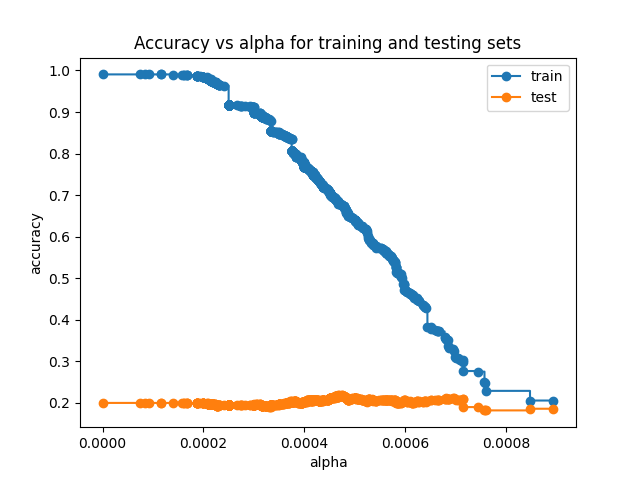 Accuracy vs alpha for training and testing sets
train
test
1.0
0.9
0.8
0.7
0.6
0.5
0.4
0.3
0.2
accuracy
0.0000 0.0002 0.0004 0.0006 0.0008
alpha